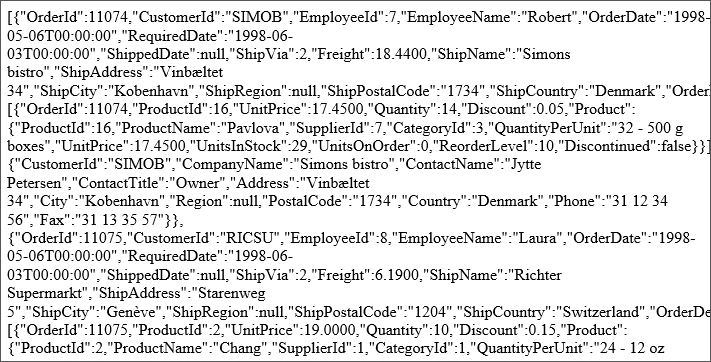 [{"OrderId":11074,"CustomerId":"SIMOB","EmployeeId":7,"EmployeeName":"Robert","OrderDate":"1998-
05-06T00:00:00","RequiredDate":"1998-06-
03T00:00:00","ShippedDate":null,"ShipVia":2,"Freight":18.4400,"ShipName":"Simons
bistro","ShipAddress":"Vinbæltet
34","ShipCity":"Kobenhavn","ShipRegion":null,"ShipPostalCode":"1734","ShipCountry":"Denmark","Order
[{"OrderId":11074,"ProductId":16,"UnitPrice":17.4500,"Quantity":14,"Discount":0.05,"Product":
{"ProductId":16,"ProductName":"Pavlova","SupplierId":7,"CategoryId":3,"QuantityPerUnit":"32 - 500 g
boxes","UnitPrice":17.4500,"UnitsInStock":29,"UnitsOnOrder":0,"ReorderLevel":10,"Discontinued":false}}]
{"CustomerId":"SIMOB","CompanyName":"Simons bistro","ContactName":"Jytte
Petersen","ContactTitle":"Owner","Address":"Vinbæltet
34","City":"Kobenhavn","Region":null,"PostalCode":"1734","Country":"Denmark","Phone":"31 12 34
56","Fax":"31 13 35 57"}},
{"OrderId":11075,"CustomerId":"RICSU","EmployeeId":8,"EmployeeName":"Laura","OrderDate":"1998-
05-06T00:00:00","RequiredDate":"1998-06-
03T00:00:00","ShippedDate":null,"ShipVia":2,"Freight":6.1900,"ShipName":"Richter
Supermarkt","ShipAddress":"Starenweg
5","ShipCity":"Genève","ShipRegion":null,"ShipPostalCode":"1204","ShipCountry":"Switzerland","OrderDe
[{"OrderId":11075,"ProductId":2,"UnitPrice":19.0000,"Quantity":10,"Discount":0.15,"Product":
{"ProductId":2,"ProductName":"Chang","SupplierId":1,"CategoryId":1,"QuantityPerUnit":"24 - 12 oz